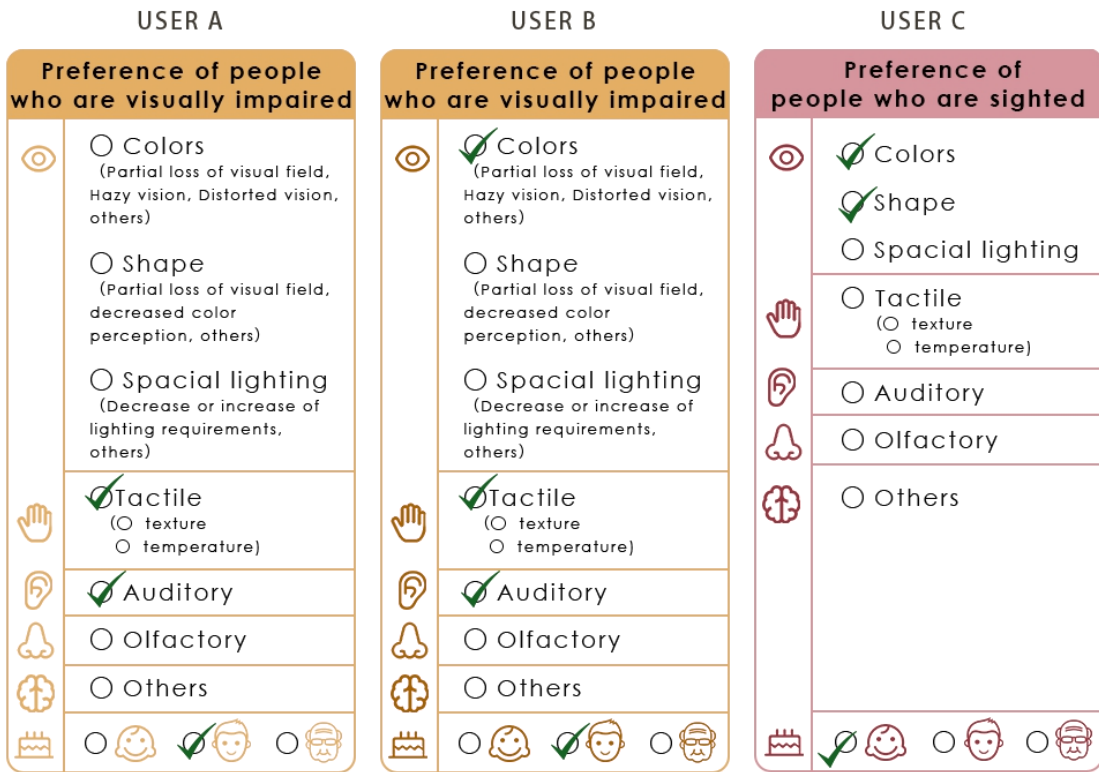 USER A
Preference of people
who are visually impaired
Colors
(Partial loss of visual field,
Hazy vision, Distorted vision,
others)
Shape
(Partial loss of visual field,
decreased color
perception, others)
Spacial lighting
(Decrease or increase of
lighting requirements,
others)
Tactile
(○ texture
○ temperature)
Auditory
Olfactory
Others
USER B
Preference of people
who are visually impaired
Colors
(Partial loss of visual field,
Hazy vision, Distorted vision,
others)
Shape
(Partial loss of visual field,
decreased color
perception, others)
Spacial lighting
(Decrease or increase of
lighting requirements,
others)
Tactile
(○ texture
○ temperature)
Auditory
Olfactory
Others
USER C
Preference of
people who are sighted
Colors
Shape
Spacial lighting
Tactile
(○ texture
○ temperature)
Auditory
Olfactory
Others